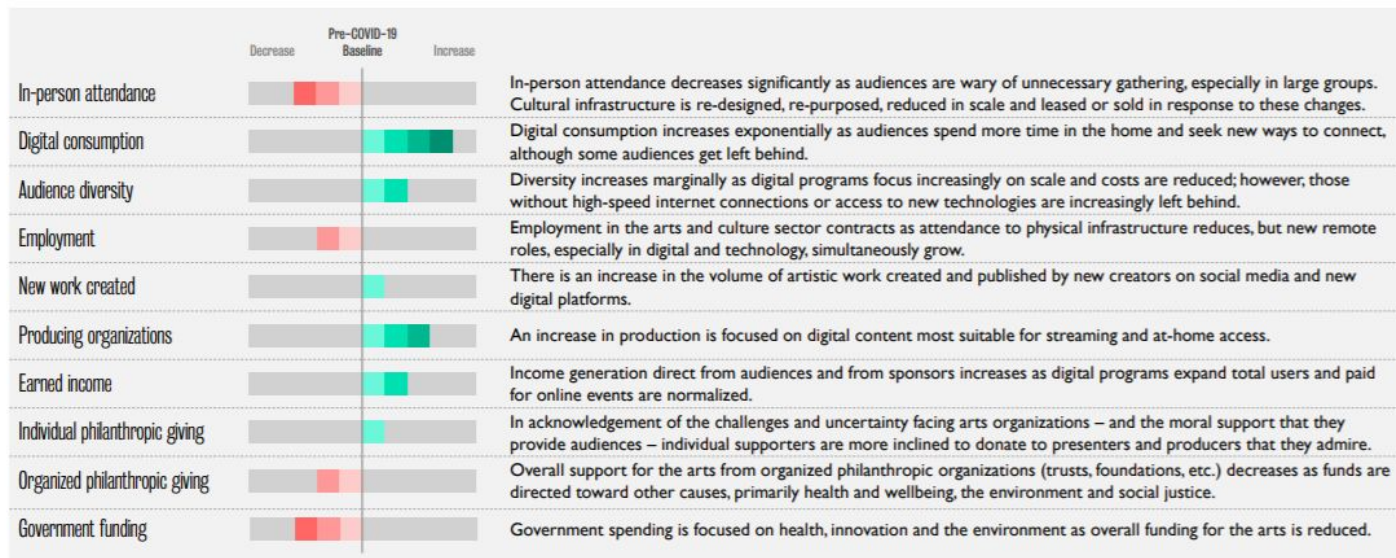 Pre-COVID-19
Decrease Baseline Increase
In-person attendance
In-person attendance decreases significantly as audiences are wary of unnecessary gathering, especially in large groups.
Cultural infrastructure is re-designed, re-purposed, reduced in scale and leased or sold in response to these changes.
Digital consumption
Digital consumption increases exponentially as audiences spend more time in the home and seek new ways to connect,
although some audiences get left behind.
Audience diversity
Diversity increases marginally as digital programs focus increasingly on scale and costs are reduced; however, those
without high-speed internet connections or access to new technologies are increasingly left behind.
Employment
Employment in the arts and culture sector contracts as attendance to physical infrastructure reduces, but new remote
roles, especially in digital and technology, simultaneously grow.
New work created
There is an increase in the volume of artistic work created and published by new creators on social media and new
digital platforms.
Producing organizations
An increase in production is focused on digital content most suitable for streaming and at-home access.
Earned income
Income generation direct from audiences and from sponsors increases as digital programs expand total users and paid
for online events are normalized.
Individual philanthropic giving
In acknowledgement of the challenges and uncertainty facing arts organizations – and the moral support that they
provide audiences – individual supporters are more inclined to donate to presenters and producers that they admire.
Organized philanthropic giving
Overall support for the arts from organized philanthropic organizations (trusts, foundations, etc.) decreases as funds are
directed toward other causes, primarily health and wellbeing, the environment and social justice.
Government funding
Government spending is focused on health, innovation and the environment as overall funding for the arts is reduced.